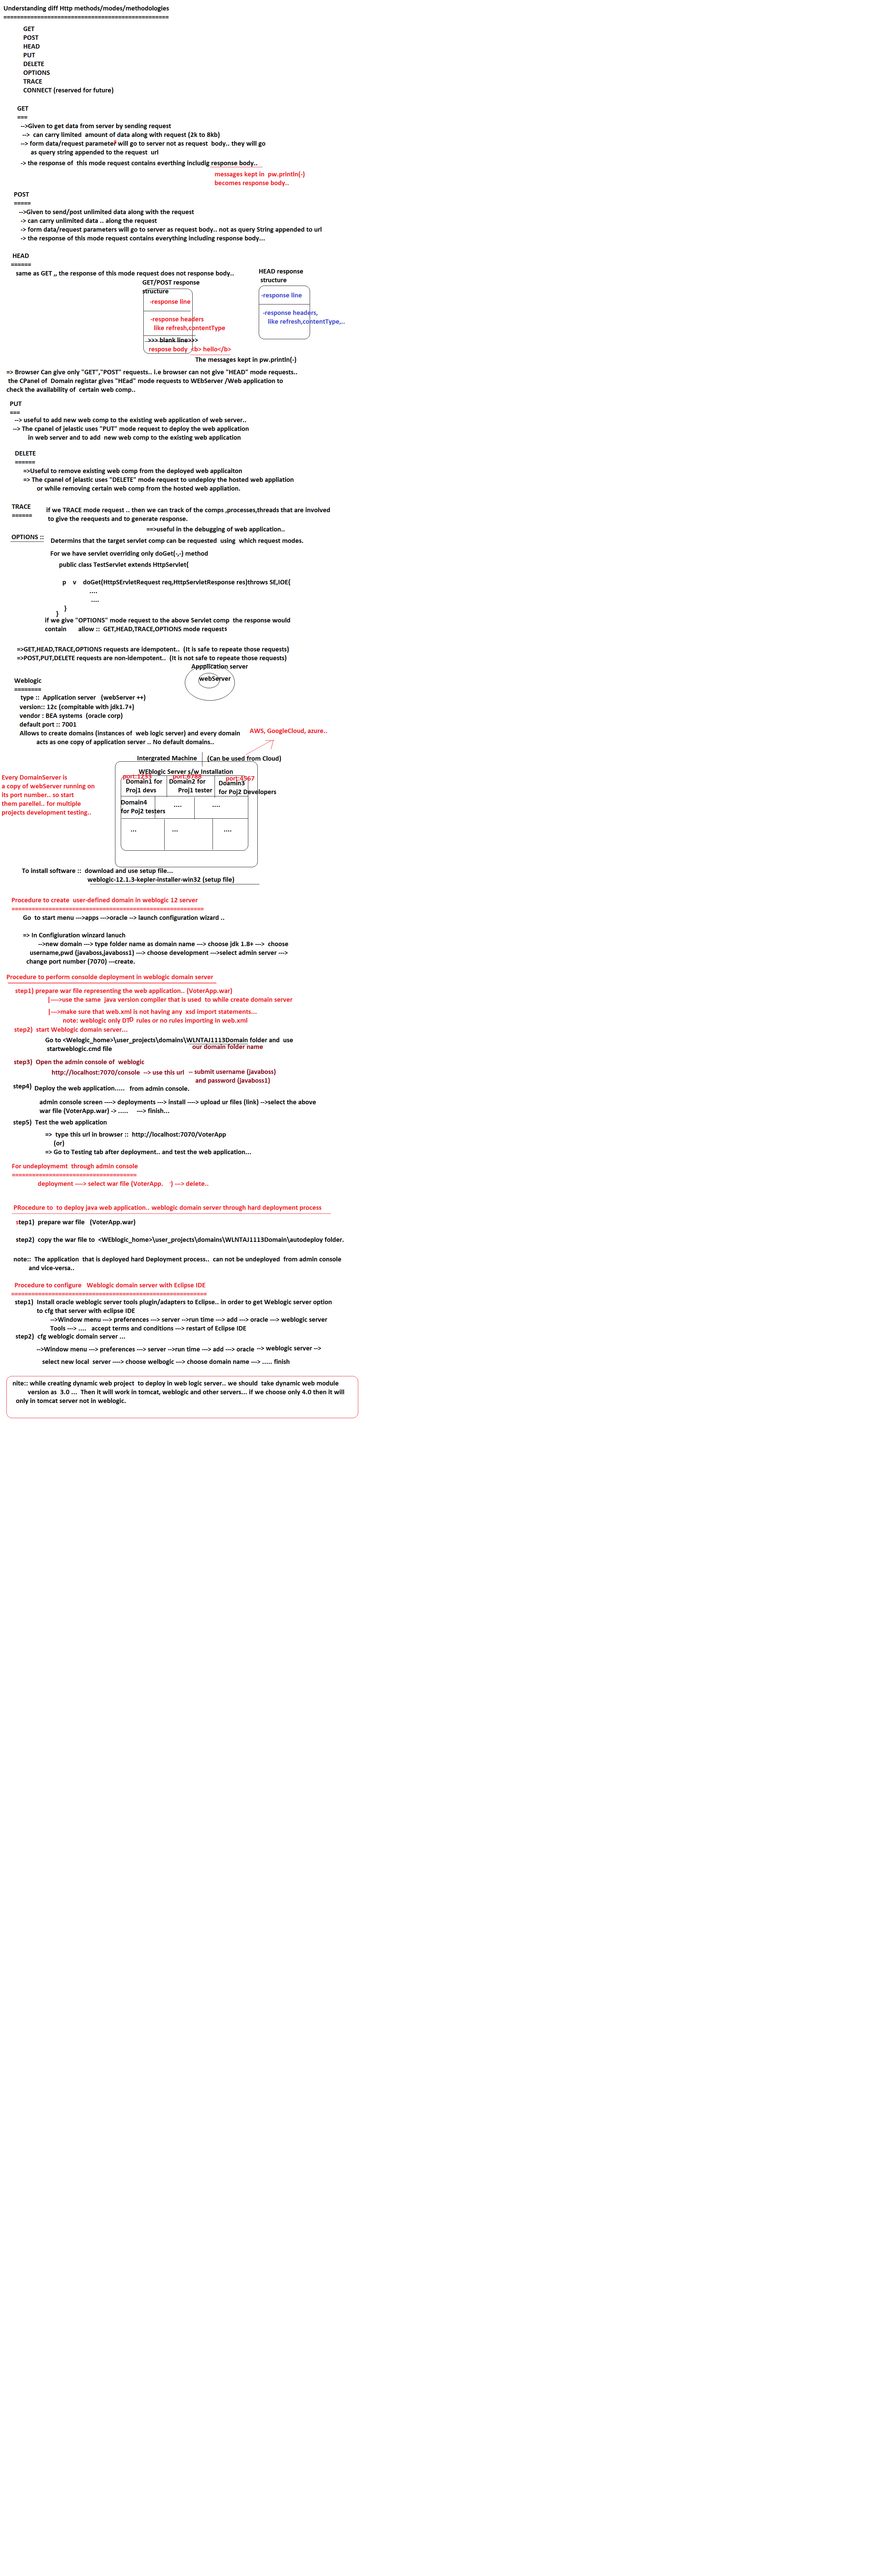 Understanding diff Http methods/modes/methodologies
=================================================
GET
POST
HEAD
PUT
DELETE
OPTIONS
TRACE
CONNECT (reserved for future)
GET
===
-->Given to get data from server by sending request
--> can carry limited amount of data along with request (2k to 8kb)
--> form data/request parameter will go to server not as request body.. they will go
as query string appended to the request url
-> the response of this mode request contains everthing includig response body..
messages kept in pw.println(-)
becomes response body..
POST
=====
-->Given to send/post unlimited data along with the request
-> can carry unlimited data .. along the request
-> form data/request parameters will go to server as request body.. not as query String appended to url
-> the response of this mode request contains everything including response body...
HEAD
======
same as GET ,, the response of this mode request does not response body..
GET/POST response
structure
-response line
-response headers
like refresh,contentType
..>>> blank line>>>
respose body <b> hello</b>
The messages kept in pw.println(-)
HEAD response
structure
-response line
-response headers,
like refresh,contentType,..
=> Browser Can give only "GET","POST" requests.. i.e browser can not give "HEAD" mode requests..
the CPanel of Domain registar gives "HEad" mode requests to WEbServer /Web application to
check the availability of certain web comp..
PUT
===
--> useful to add new web comp to the existing web application of web server..
--> The cpanel of jelastic uses "PUT" mode request to deploy the web application
in web server and to add new web comp to the existing web application
DELETE
======
=>Useful to remove existing web comp from the deployed web applicaiton
=> The cpanel of jelastic uses "DELETE" mode request to undeploy the hosted web appliation
or while removing certain web comp from the hosted web appliation.
TRACE
======
if we TRACE mode request .. then we can track of the comps ,processes,threads that are involved
to give the reequests and to generate response.
==>useful in the debugging of web application..
OPTIONS ::
Determins that the target servlet comp can be requested using which request modes.
For we have servlet overriding only doGet(-,-) method
public class TestServlet extends HttpServlet{
p v doGet(HttpSErvletRequest req,HttpServletResponse res)throws SE,IOE{
....
....
}
}
if we give "OPTIONS" mode request to the above Servlet comp the response would
contain allow :: GET,HEAD,TRACE,OPTIONS mode requests
=>GET,HEAD,TRACE,OPTIONS requests are idempotent.. (It is safe to repeate those requests)
=>POST,PUT,DELETE requests are non-idempotent.. (It is not safe to repeate those requests)
Appplication server
webServer
Weblogic
========
type :: Application server (webServer ++)
version:: 12c (compitable with jdk1.7+)
vendor : BEA systems (oracle corp)
default port :: 7001
Allows to create domains (instances of web logic server) and every domain
acts as one copy of application server .. No default domains..
AWS, GoogleCloud, azure..
Intergrated Machine
(Can be used from Cloud)
WEblogic Server s/w installation
port:4567
Domain1 for
Proj1 devs
Domain2 for
Proj1 tester
Doamin3
for Poj2 Developers
Domain4
for Poj2 testers
....
....
...
...
....
Every DomainServer is
a copy of webServer running on
its port number.. so start
them parellel.. for multiple
projects development testing..
To install software :: download and use setup file...
weblogic-12.1.3-kepler-installer-win32 (setup file)
Procedure to create user-defined domain in weblogic 12 server
=========================================================
Go to start menu --->apps --->oracle --> launch configuration wizard ..
=> In Configiuration winzard lanuch
-->new domain ---> type folder name as domain name ---> choose jdk 1.8+ ---> choose
username,pwd (javaboss,javaboss1) ---> choose development --->select admin server --->
change port number (7070) ---create.
Procedure to perform consolde deployment in weblogic domain server
step1) prepare war file representing the web application.. (VoterApp.war)
|---->use the same java version compiler that is used to while create domain server
|--->make sure that web.xml is not having any xsd import statements...
note: weblogic only DTD rules or no rules importing in web.xml
step2) start Weblogic domain server...
Go to <Welogic_home>\user_projects\domains\WLNTAJ1113Domain folder and use
startweblogic.cmd file
our domain folder name
step3) Open the admin console of weblogic
http://localhost:7070/console --> use this url -- submit username (javaboss)
and password (javaboss1)
step4) Deploy the web application..... from admin console.
admin console screen ----> deployments ---> install ----> upload ur files (link) -->select the above
war file (VoterApp.war) -> ..... ---> finish...
step5) Test the web application
=> type this url in browser :: http://localhost:7070/VoterApp
(or)
=> Go to Testing tab after deployment.. and test the web application...
For undeploymemt through admin console
=====================================
deployment ----> select war file (VoterApp. ) ---> delete..
PRocedure to to deploy java web application.. weblogic domain server through hard deployment process
step1) prepare war file (VoterApp.war)
step2) copy the war file to <WEblogic_home>\user_projects\domains\WLNTAJ1113Domain\autodeploy folder.
note:: The application that is deployed hard Deployment process.. can not be undeployed from admin console
and vice-versa..
Procedure to configure Weblogic domain server with Eclipse IDE
==========================================================
step1) Install oracle weblogic server tools plugin/adapters to Eclipse.. in order to get Weblogic server option
to cfg that server with eclipse IDE
-->Window menu ---> preferences ---> server -->run time ---> add ---> oracle ---> weblogic server
Tools ---> .... accept terms and conditions ---> restart of Eclipse IDE
step2) cfg weblogic domain server ...
-->Window menu ---> preferences ---> server -->run time ---> add ---> oracle --> weblogic server -->
select new local server ----> choose welbogic ---> choose domain name ---> ..... finish
nite:: while creating dynamic web project to deploy in web logic server.. we should take dynamic web module
version as 3.0 ... Then it will work in tomcat, weblogic and other servers... if we choose only 4.0 then it will
only in tomcat server not in weblogic.